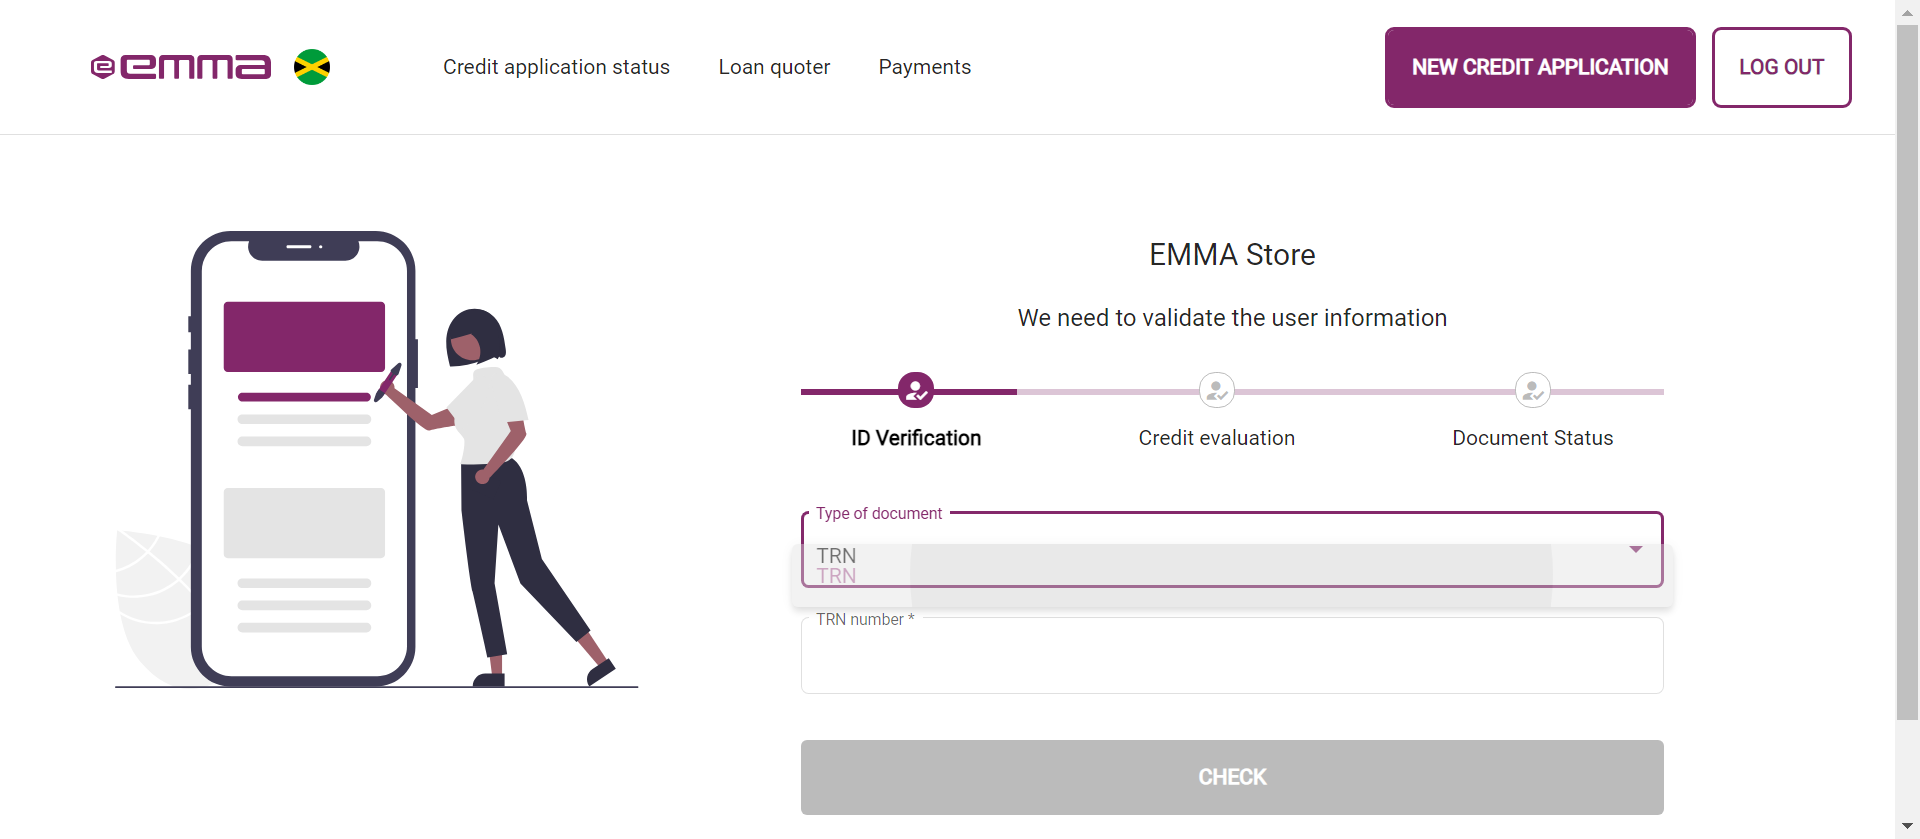 emma
Credit application status
Loan quoter
Payments
NEW CREDIT APPLICATION
LOG OUT
EMMA Store
We need to validate the user information
ID Verification
Credit evaluation
Document Status
Type of document
TRN
TRN
TRN number *
CHECK